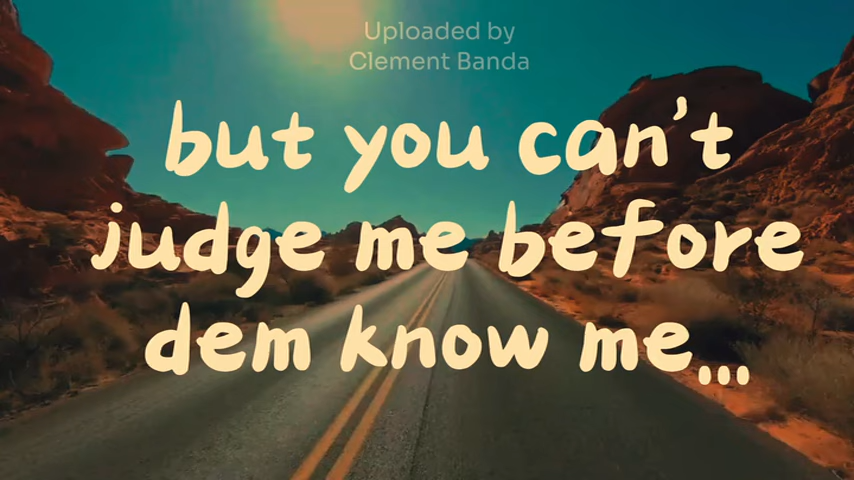 Uploaded by
Clement Banda
but you can't
judge me before
dem know me...